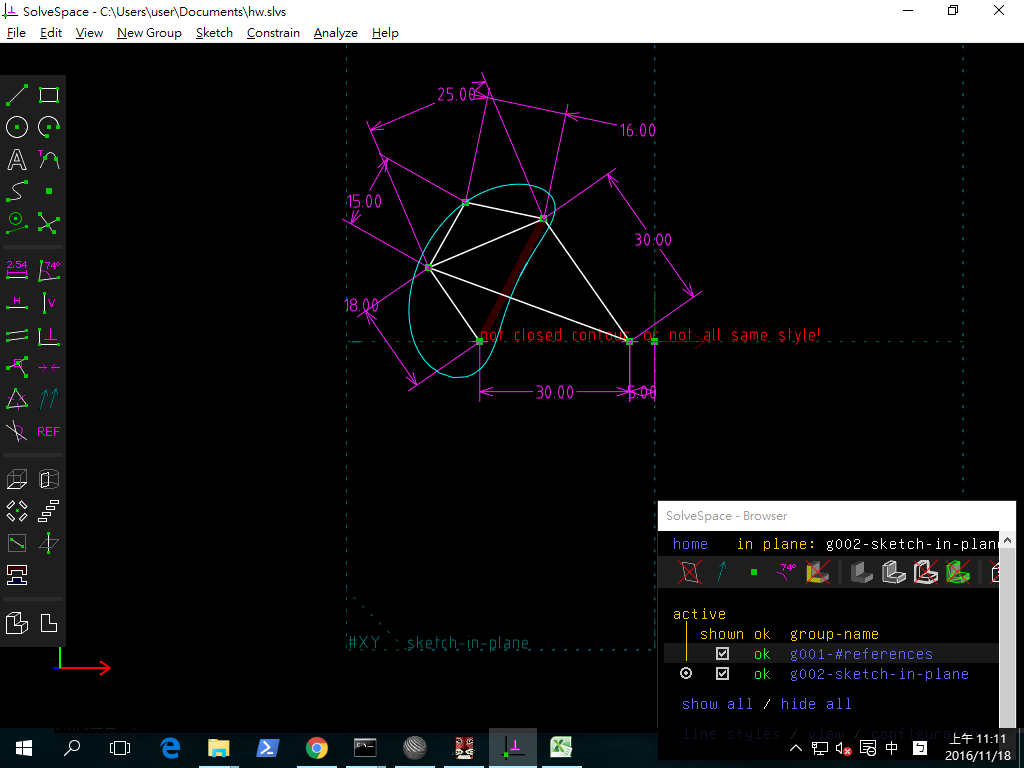 SolveSpace - C:\Users\user\Documents\hw.slvs
File Edit View New Group Sketch Constrain Analyze Help
25.00
16.00
15.00
30.00
18.00
not closed contour, or not all same style!
30.00
5.00
#XY
sketch-in-plane
A
T
2.54
74°
H
V
REF
SolveSpace - Browser
home in plane: g002-sketch-in-plane
74°
active
shown ok group-name
ok g001-#references
ok g002-sketch-in-plane
show all / hide all
line styles / view / configura
中
上午 11:11
2016/11/18